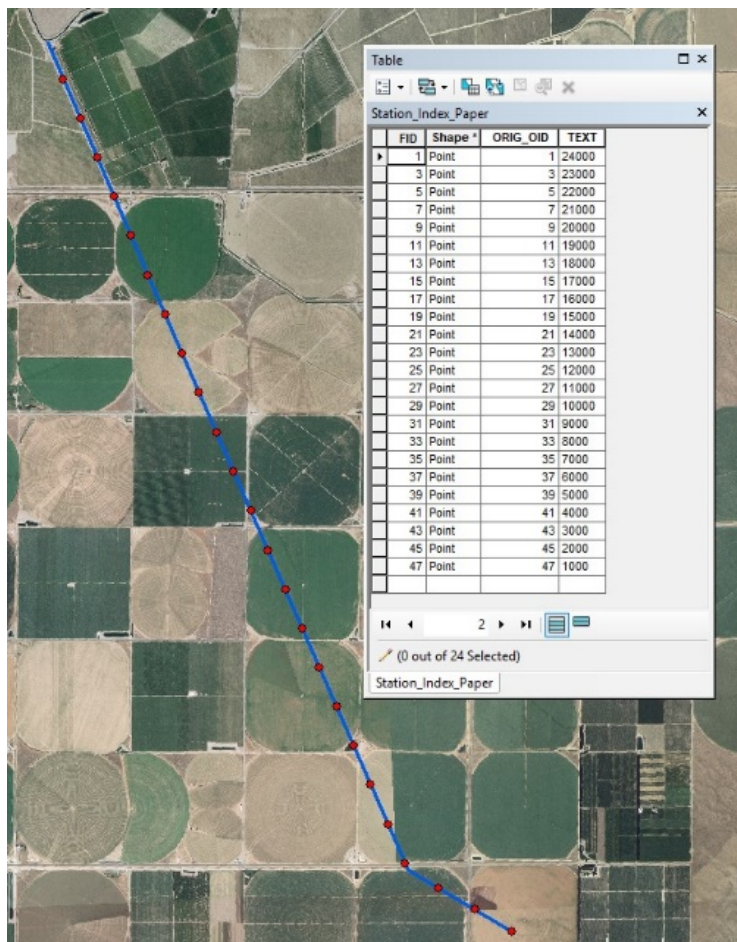 Table
Station_Index_Paper
FID Shape * ORIG_OID TEXT
1 Point 1 24000
3 Point 3 23000
5 Point 5 22000
7 Point 7 21000
9 Point 9 20000
11 Point 11 19000
13 Point 13 18000
15 Point 15 17000
17 Point 17 16000
19 Point 19 15000
21 Point 21 14000
23 Point 23 13000
25 Point 25 12000
27 Point 27 11000
29 Point 29 10000
31 Point 31 9000
33 Point 33 8000
35 Point 35 7000
37 Point 37 6000
39 Point 39 5000
41 Point 41 4000
43 Point 43 3000
45 Point 45 2000
47 Point 47 1000
2
(0 out of 24 Selected)
Station_Index_Paper